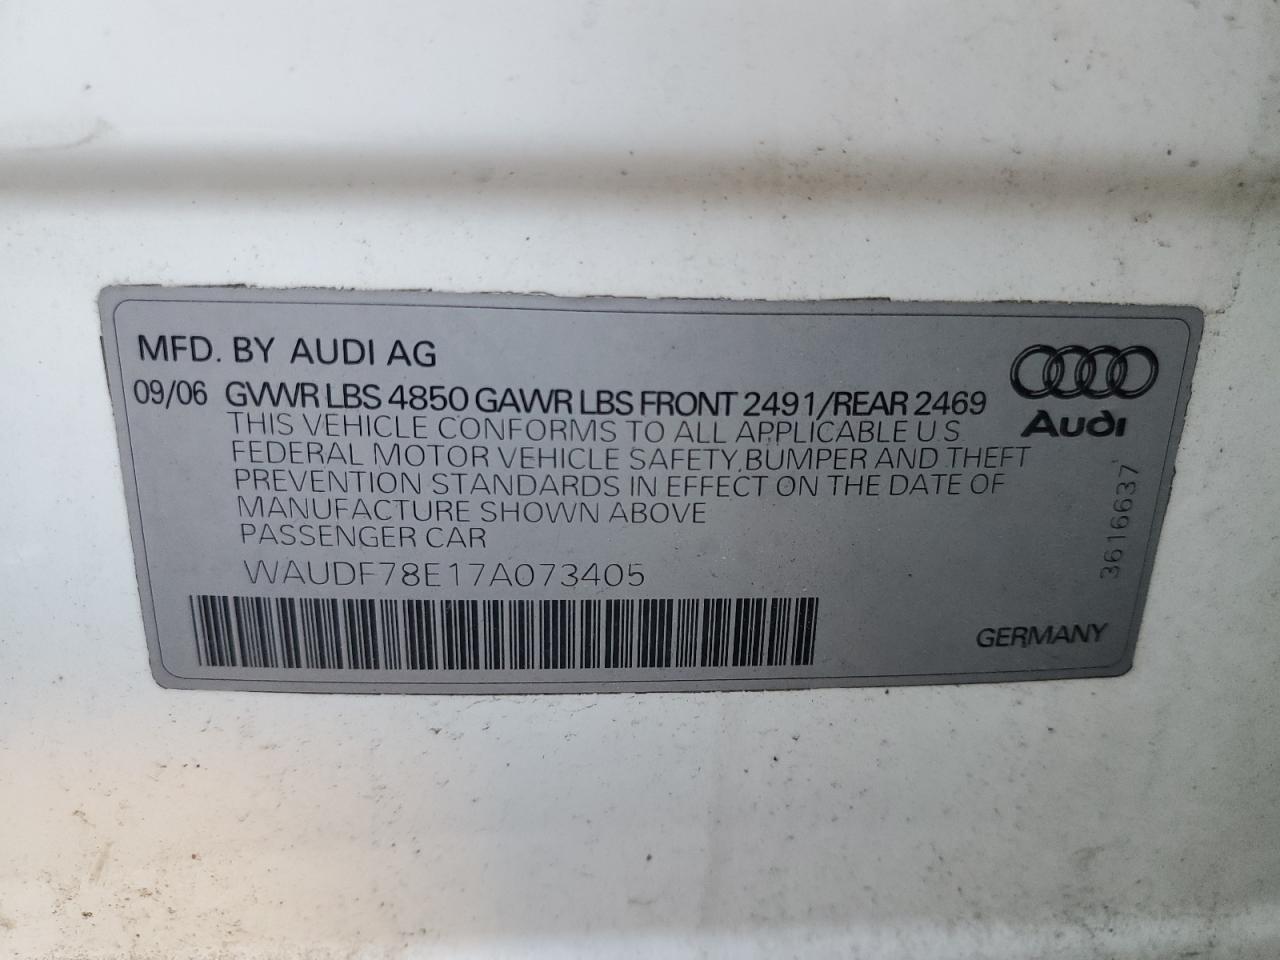 MFD. BY AUDI AG
09/06 GVWR LBS 4850 GAWR LBS FRONT 2491/REAR 2469
THIS VEHICLE CONFORMS TO ALL APPLICABLE U.S
FEDERAL MOTOR VEHICLE SAFETY, BUMPER AND THEFT
PREVENTION STANDARDS IN EFFECT ON THE DATE OF
MANUFACTURE SHOWN ABOVE
PASSENGER CAR
WAUDF78E17A073405
Audi
3616637
GERMANY